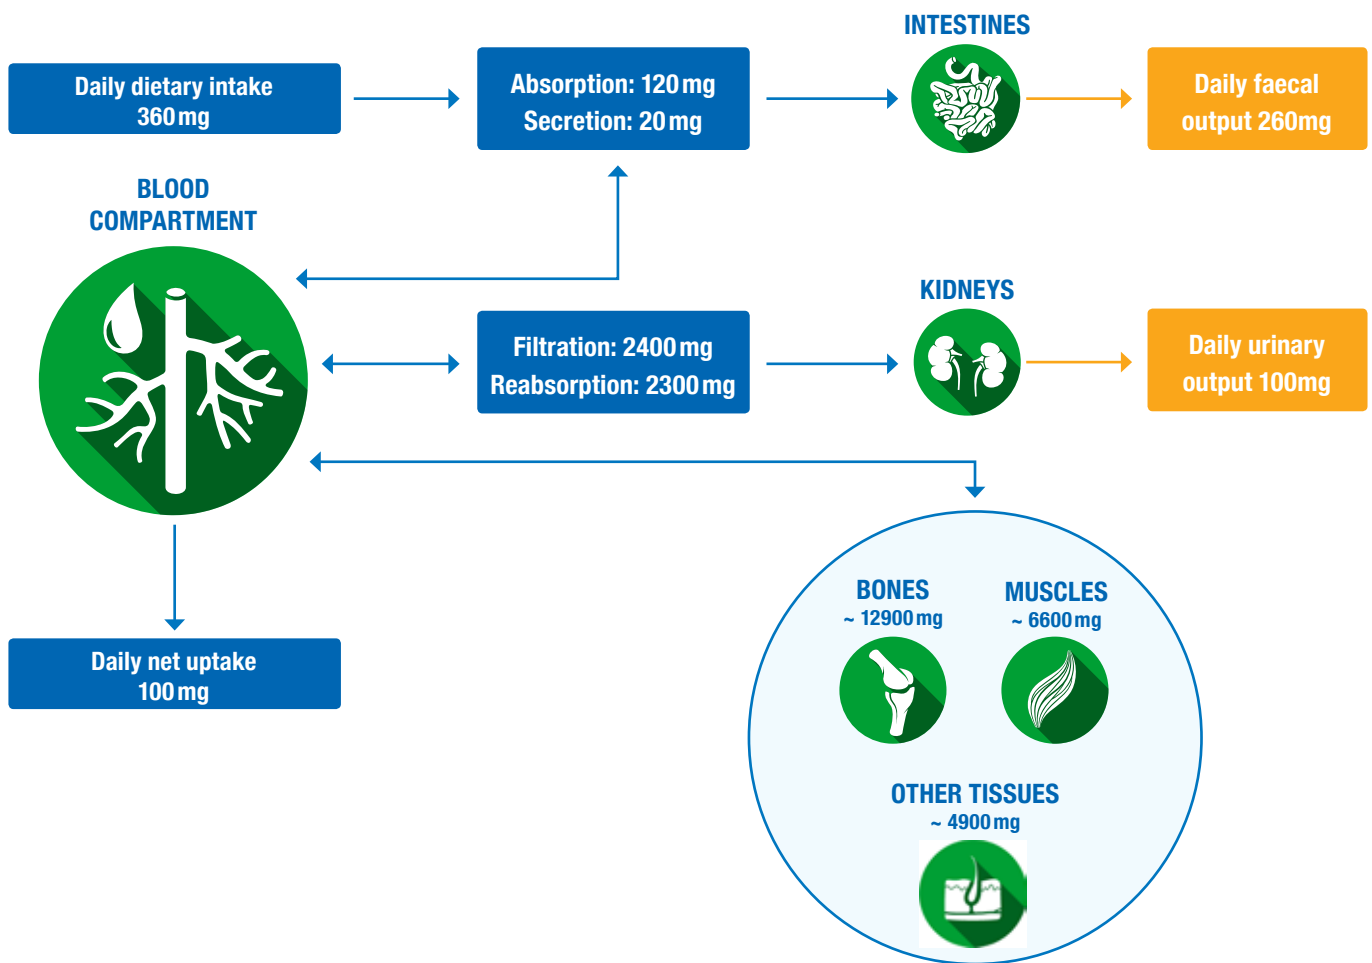 INTESTINES
Daily dietary intake
360 mg
Absorption: 120 mg
Secretion: 20 mg
Daily faecal
output 260mg
BLOOD
COMPARTMENT
KIDNEYS
Filtration: 2400 mg
Reabsorption: 2300 mg
Daily urinary
output 100mg
Daily net uptake
100 mg
BONES
~ 12900 mg
MUSCLES
~ 6600 mg
OTHER TISSUES
~ 4900 mg